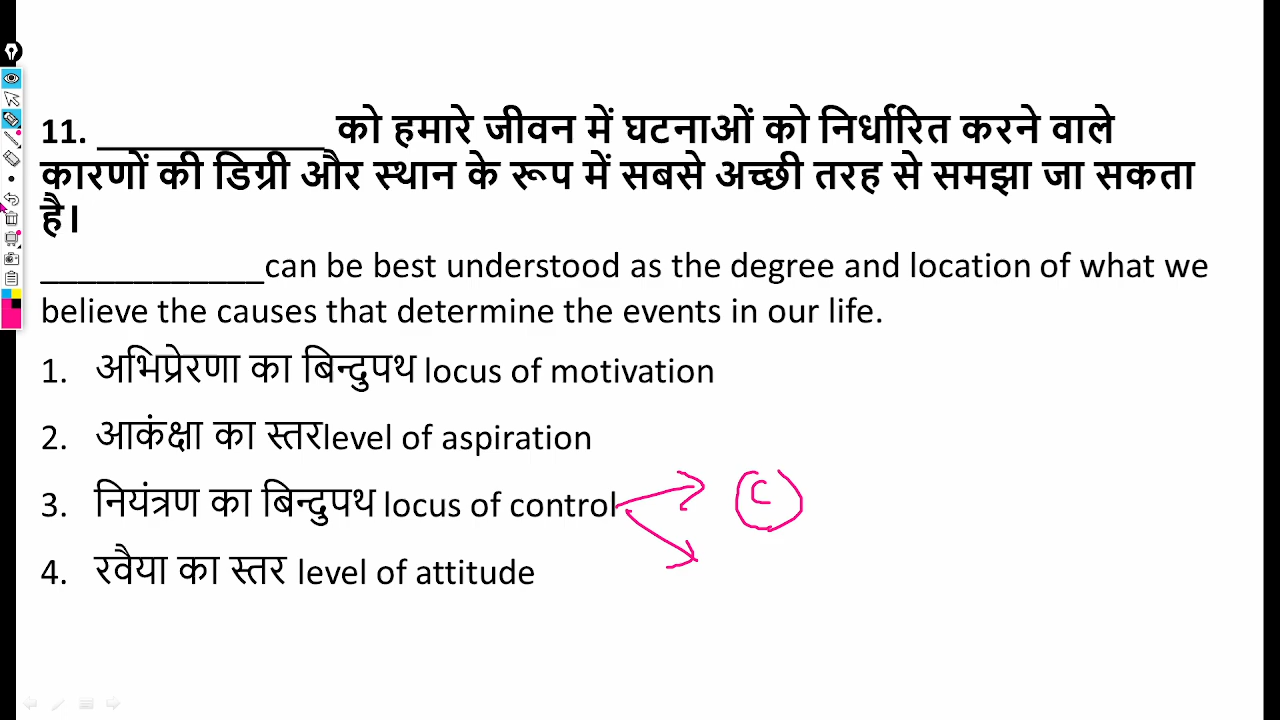 11. ____________ को हमारे जीवन में घटनाओं को निर्धारित करने वाले
कारणों की डिग्री और स्थान के रूप में सबसे अच्छी तरह से समझा जा सकता
है।
____________can be best understood as the degree and location of what we
believe the causes that determine the events in our life.
1. अभिप्रेरणा का बिन्दुपथ locus of motivation
2. आकंक्षा का स्तरlevel of aspiration
3. नियंत्रण का बिन्दुपथ locus of control C
4. रवैया का स्तर level of attitude